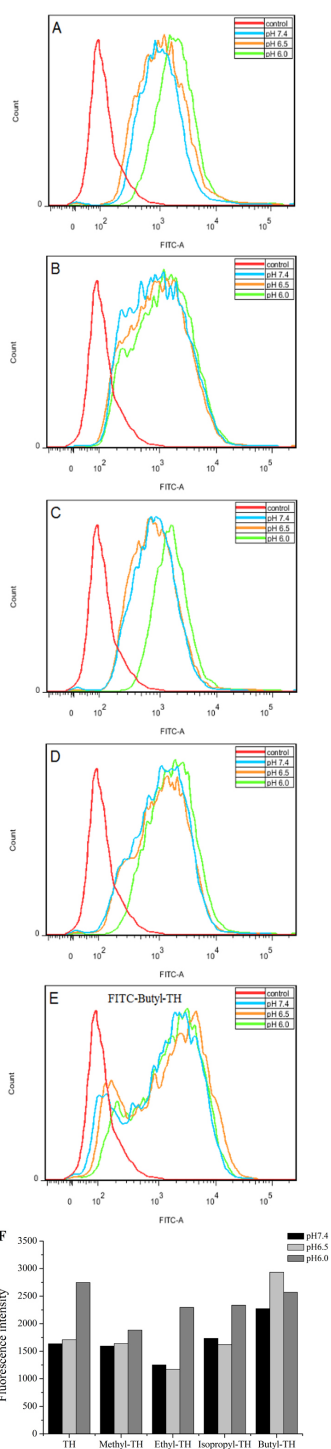 A
control
pH 7.4
pH 6.5
pH 6.0
Count
0
0 10² 10³ 10⁴ 10⁵
FITC-A
B
control
pH 7.4
pH 6.5
pH 6.0
Count
0
0 10² 10³ 10⁴ 10⁵
FITC-A
C
control
pH 7.4
pH 6.5
pH 6.0
Count
0
0 10² 10³ 10⁴ 10⁵
FITC-A
D
control
pH 7.4
pH 6.5
pH 6.0
Count
0
0 10² 10³ 10⁴ 10⁵
FITC-A
E
FITC-Butyl-TH
control
pH 7.4
pH 6.5
pH 6.0
Count
0
0 10² 10³ 10⁴ 10⁵
FITC-A
F
pH7.4
pH6.5
pH6.0
Fluorescence intensity
3500
3000
2500
2000
1500
1000
500
0
TH Methyl-TH Ethyl-TH Isopropyl-TH Butyl-TH